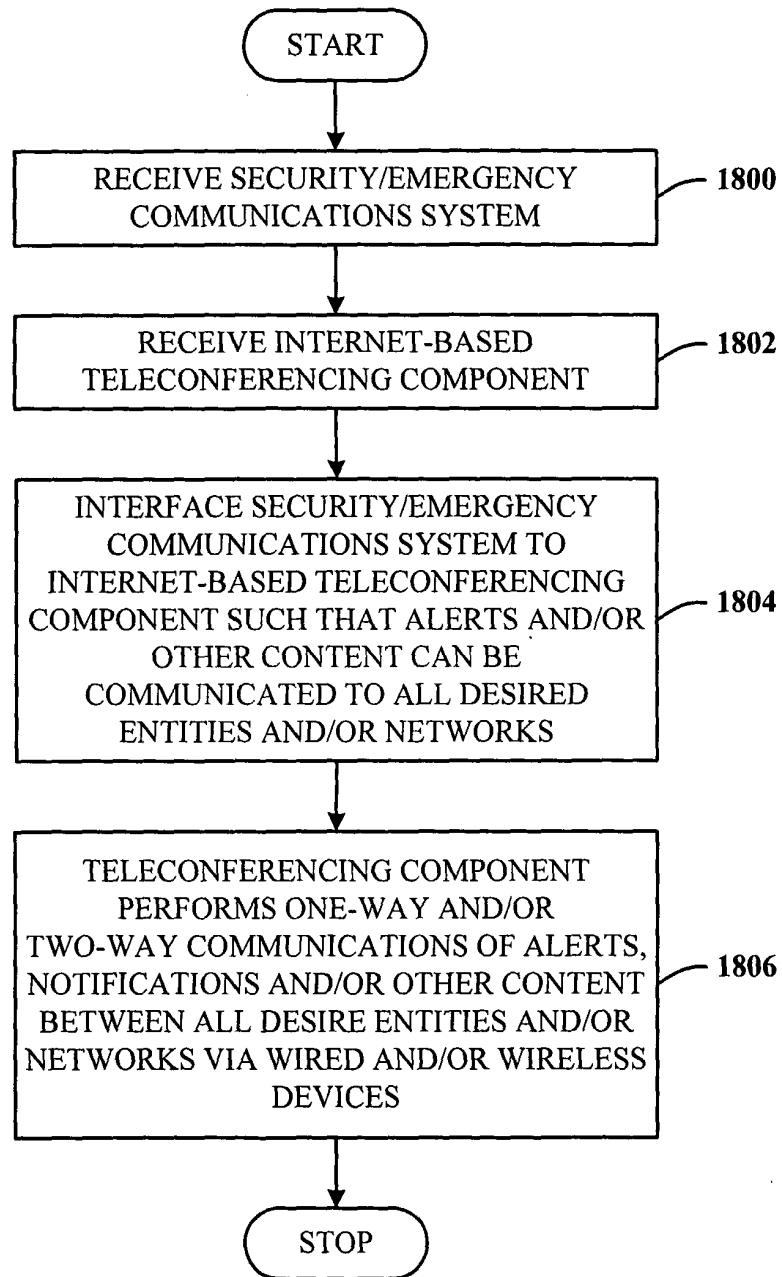 START
RECEIVE SECURITY/EMERGENCY
COMMUNICATIONS SYSTEM
1800
RECEIVE INTERNET-BASED
TELECONFERENCING COMPONENT
1802
INTERFACE SECURITY/EMERGENCY
COMMUNICATIONS SYSTEM TO
INTERNET-BASED TELECONFERENCING
COMPONENT SUCH THAT ALERTS AND/OR
OTHER CONTENT CAN BE
COMMUNICATED TO ALL DESIRED
ENTITIES AND/OR NETWORKS
1804
TELECONFERENCING COMPONENT
PERFORMS ONE-WAY AND/OR
TWO-WAY COMMUNICATIONS OF ALERTS,
NOTIFICATIONS AND/OR OTHER CONTENT
BETWEEN ALL DESIRE ENTITIES AND/OR
NETWORKS VIA WIRED AND/OR WIRELESS
DEVICES
1806
STOP